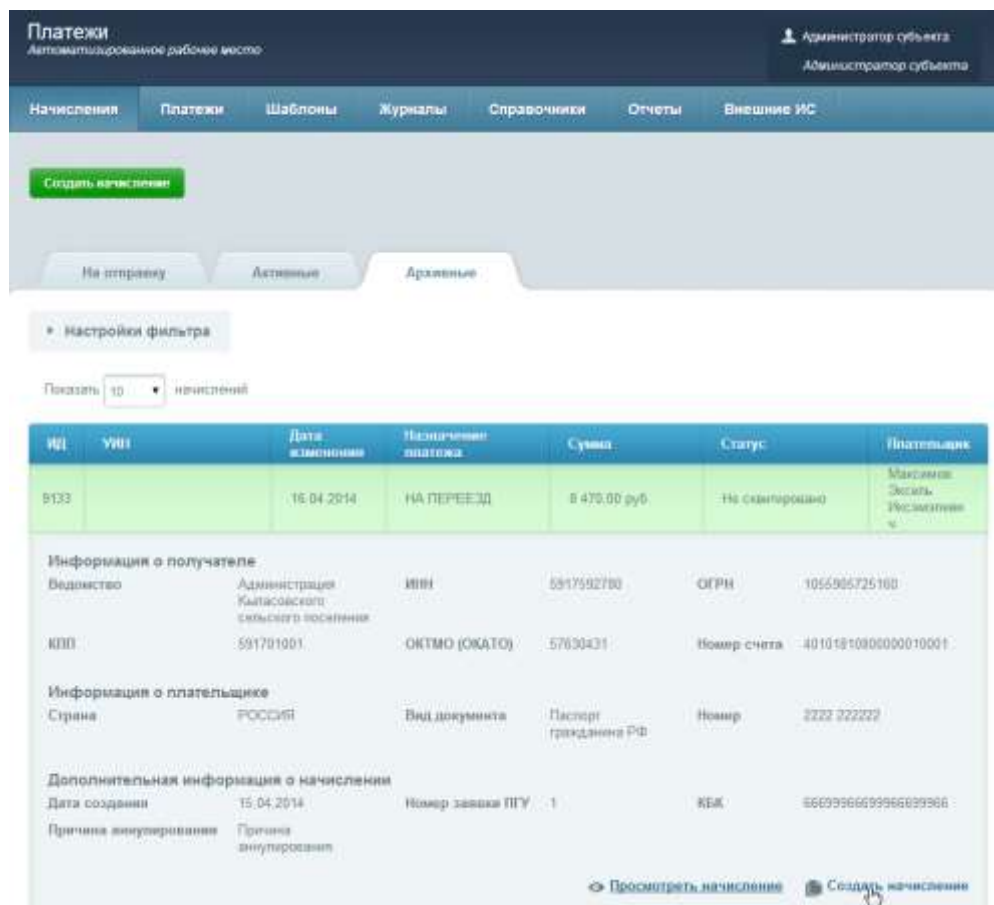 Платежи
Автоматизированное рабочее место
Администратор субъекта
Администратор субъекта
Начисления Платежи Шаблоны Журналы Справочники Отчеты Внешние ИС
Создать начисление
На отправку Активные Архивные
Настройки фильтра
Показать 10 начислений
ИД УИН Дата изменения Назначение платежа Сумма Статус Плательщик
9133 16.04.2014 НА ПЕРЕЕЗД 8 470.00 руб Не сквитировано Максимов
Информация о получателе
Ведомство Администрация ИНН 5917592780 ОГРН
Кыласовского
сельского поселения
КПП 591701001 ОКТМО (ОКАТО) 57630431 Номер счета 40101810800000010001
Информация о плательщике
Страна РОССИЯ Вид документа Паспорт Номер 2222 222222
гражданина РФ
Дополнительная информация о начислении
Дата создания 15.04.2014 Номер заявки ПГУ 1 КБК
Причина аннулирования Причина
аннулирования
Просмотреть начисление Создать начисление